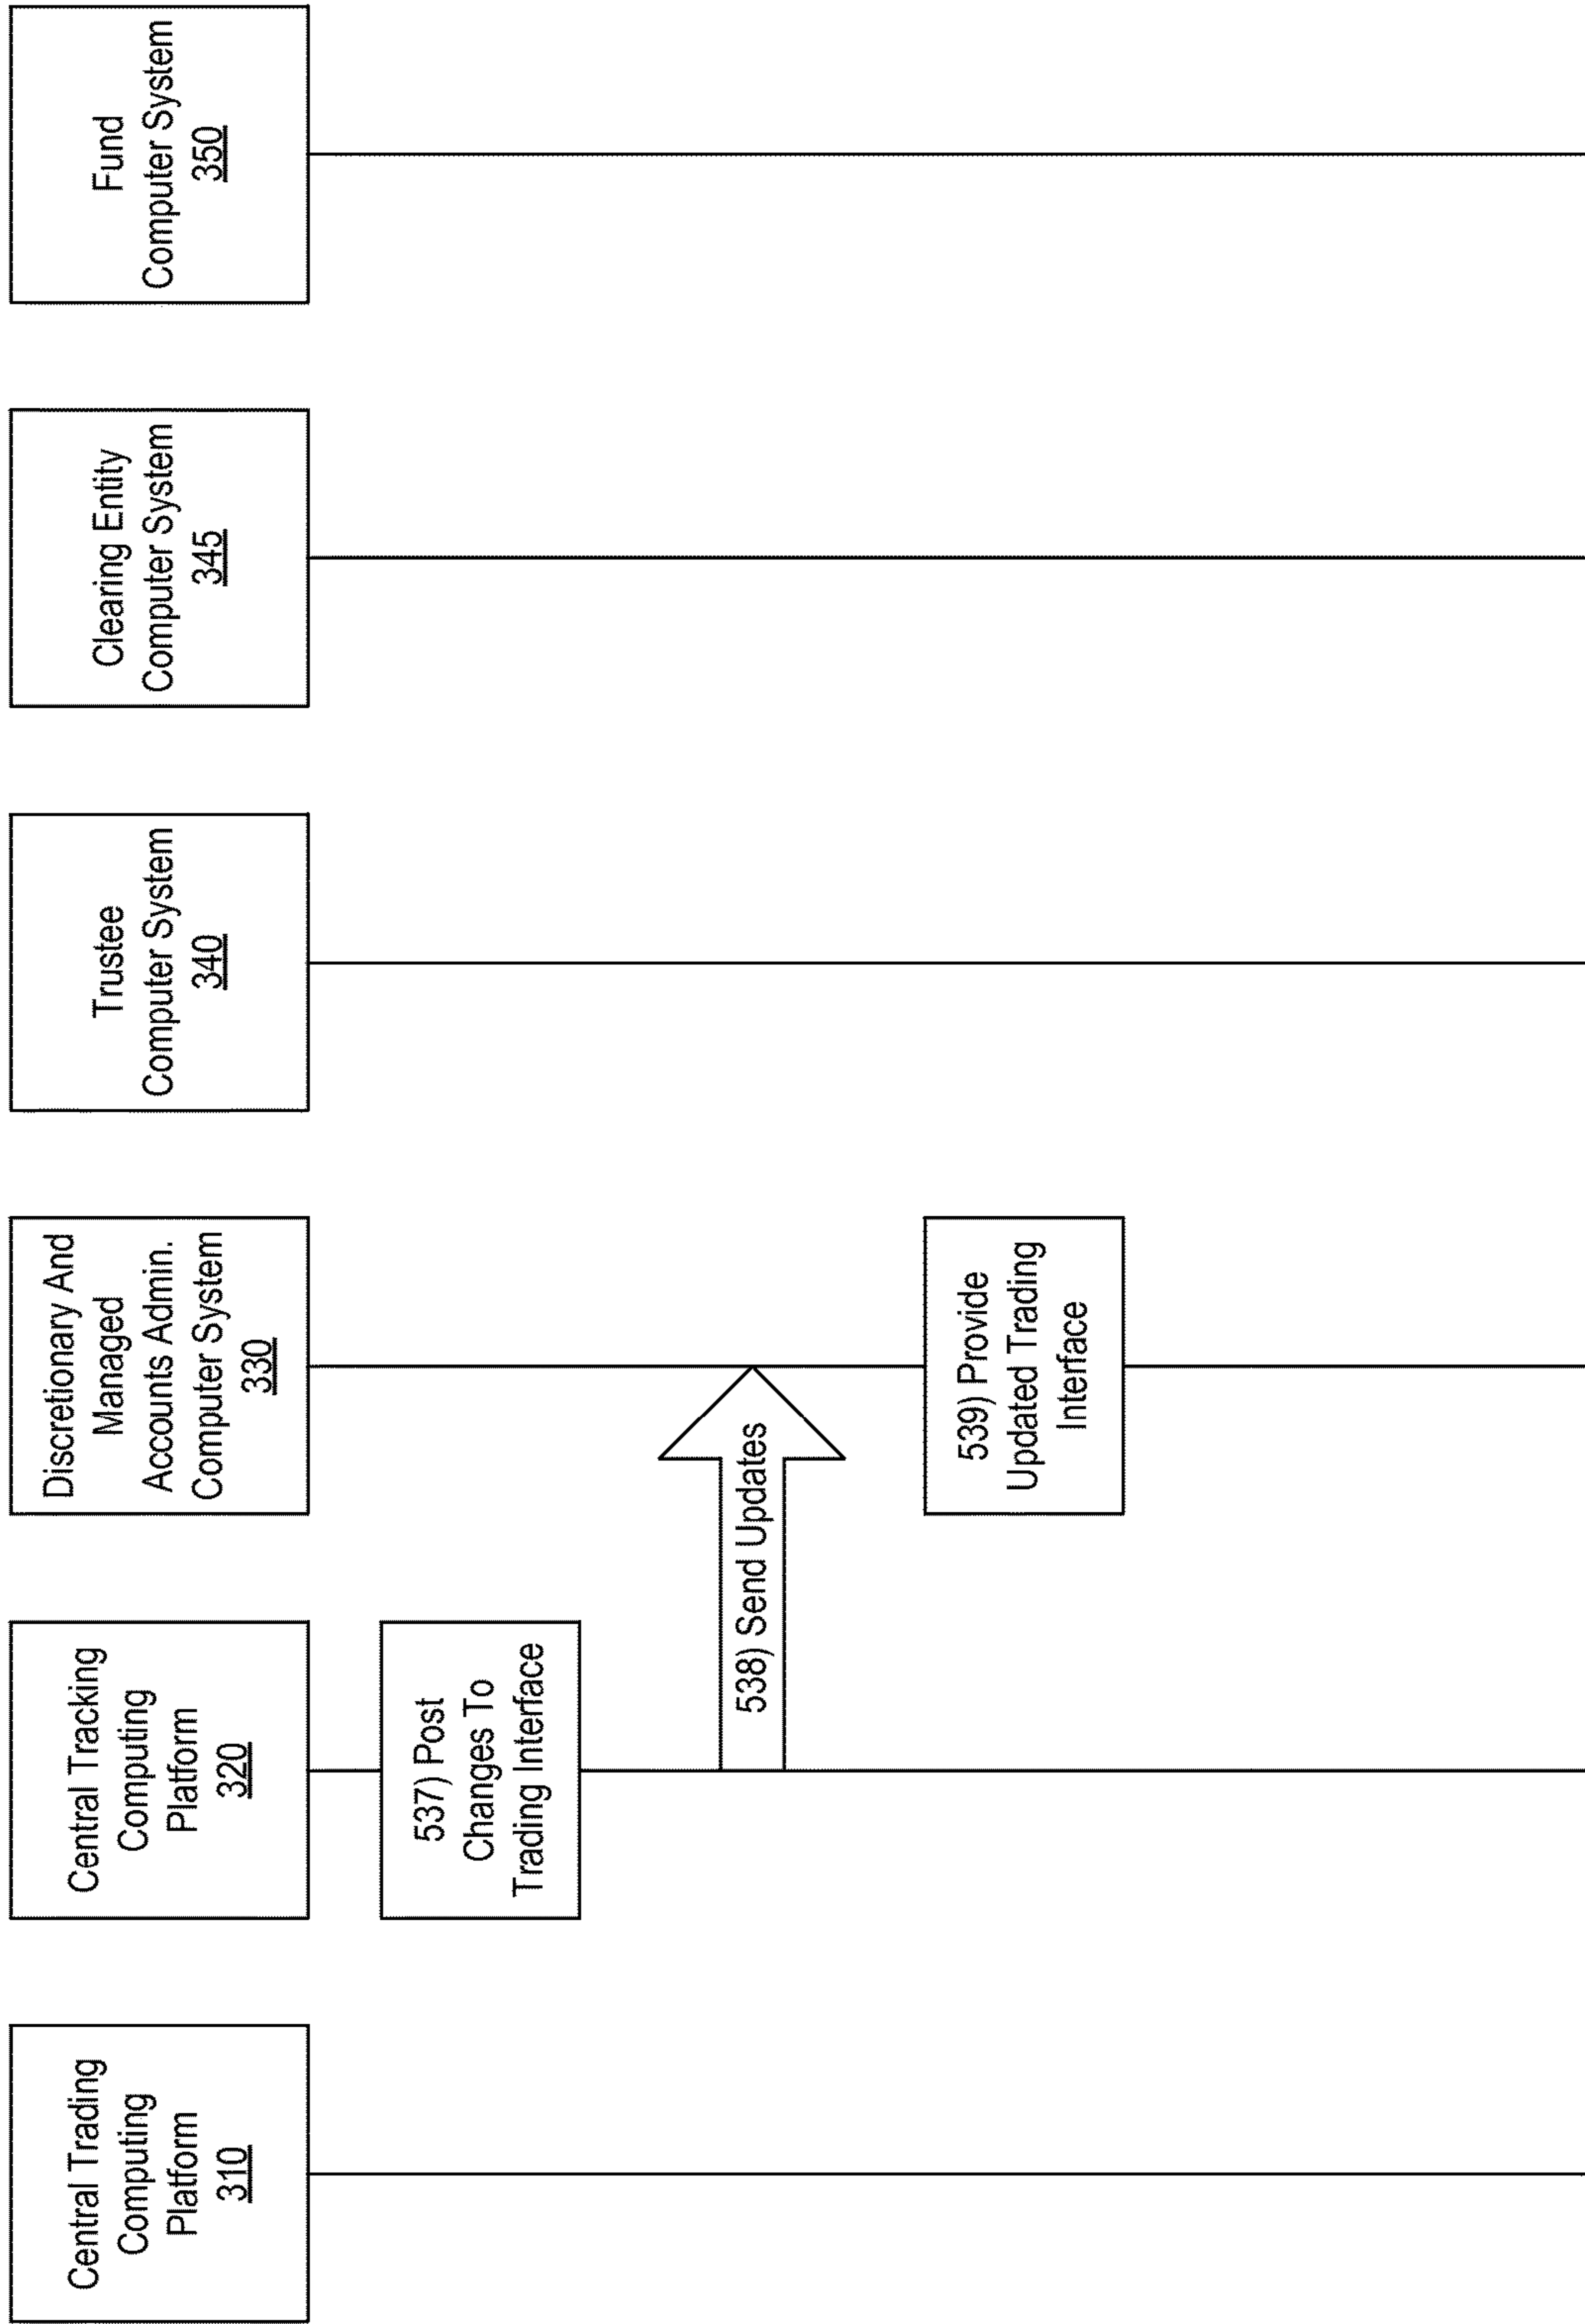 Central Trading
Computing
Platform
310
Central Tracking
Computing
Platform
320
Discretionary And
Managed
Accounts Admin.
Computer System
330
Trustee
Computer System
340
Clearing Entity
Computer System
345
Fund
Computer System
350
537) Post
Changes To
Trading Interface
538) Send Updates
539) Provide
Updated Trading
Interface